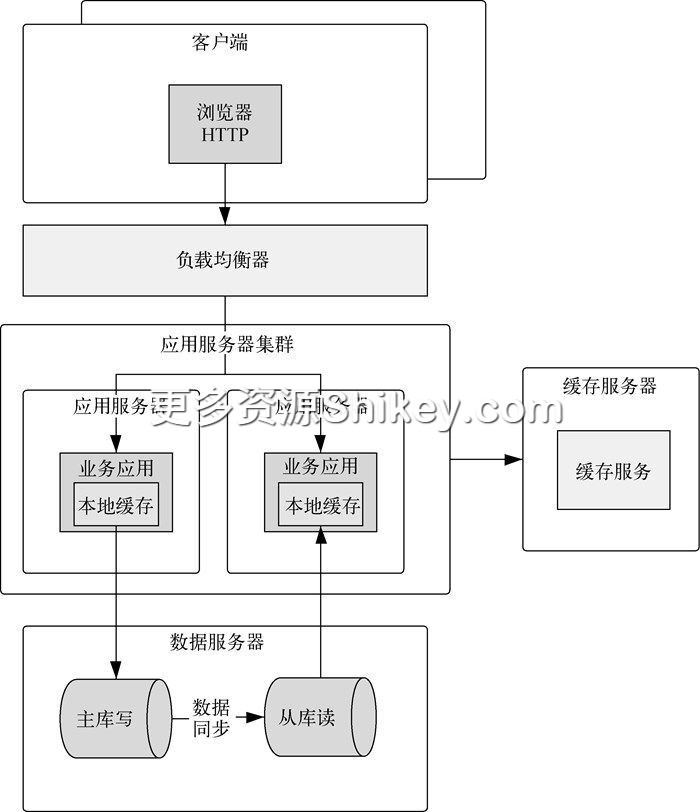 客户端
浏览器
HTTP
负载均衡器
应用服务器集群
应用服务器
应用服务器
更多资源Shikey.com
缓存服务器
业务应用
本地缓存
业务应用
本地缓存
缓存服务
数据服务器
主库写
数据
同步
从库读